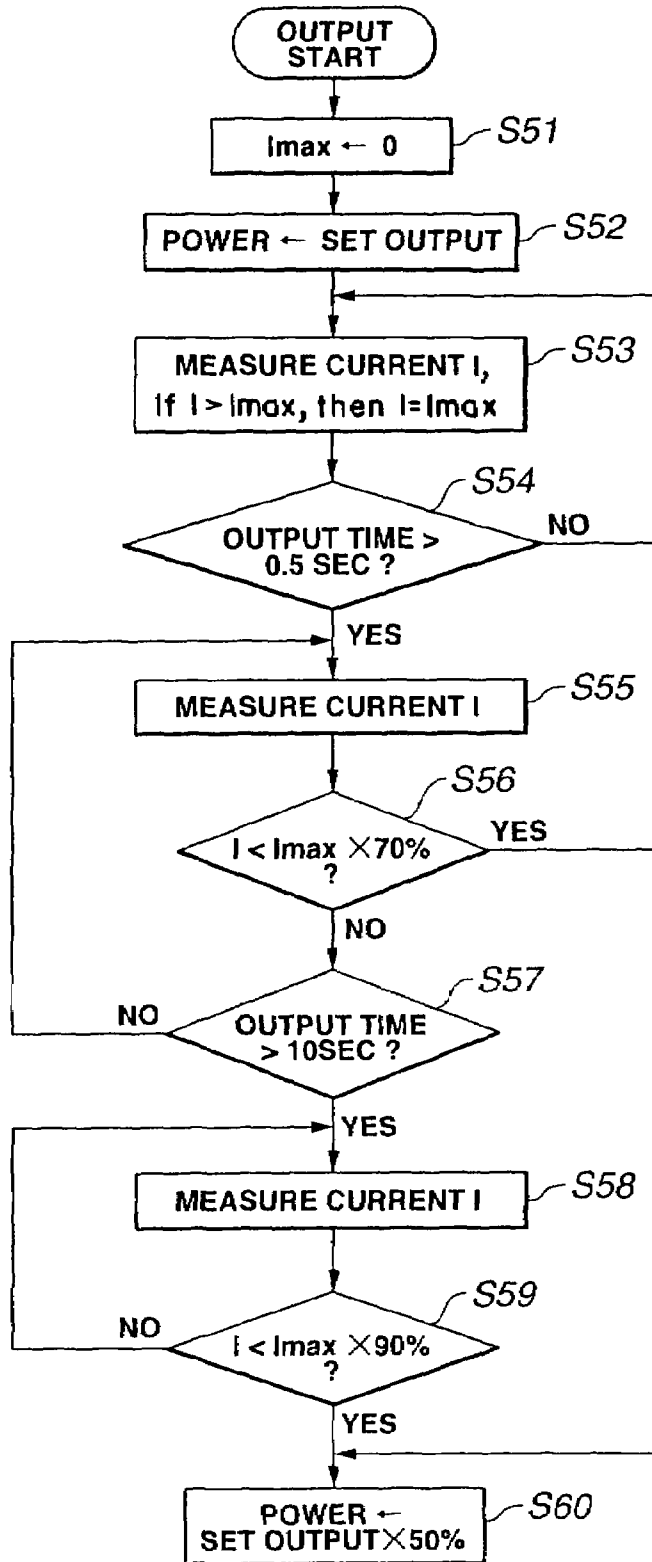 OUTPUT
START
Imax ← 0
S51
POWER ← SET OUTPUT
S52
MEASURE CURRENT I,
If I > Imax, then I=Imax
S53
S54
OUTPUT TIME >
0.5 SEC ?
NO
YES
MEASURE CURRENT I
S55
S56
I < Imax ×70%
?
YES
NO
S57
OUTPUT TIME
> 10SEC ?
NO
YES
MEASURE CURRENT I
S58
S59
I < Imax ×90%
?
NO
YES
POWER ←
SET OUTPUT×50%
S60